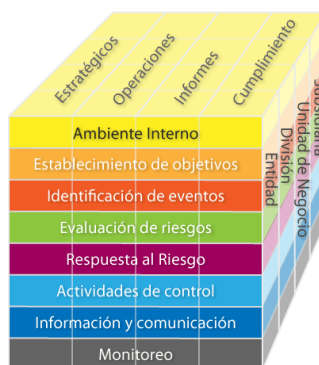 Estratégicos
Operaciones
Informes
Cumplimiento
Ambiente Interno
Establecimiento de objetivos
Identificación de eventos
Evaluación de riesgos
Respuesta al Riesgo
Actividades de control
Información y comunicación
Monitoreo
Entidad
División
Unidad de Negocio
Subsidiaria